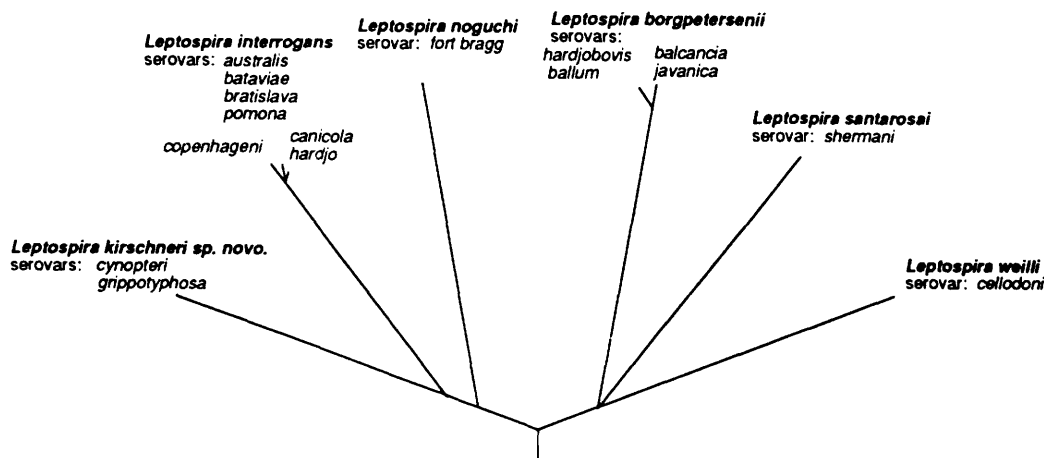 Leptospira noguchi
serovar: fort bragg
Leptospira borgpetersenii
serovars:
hardjobovis balcancia
ballum javanica
Leptospira interrogans
serovars: australis
bataviae
bratislava
pomona
copenhageni canicola
hardjo
Leptospira santarosai
serovar: shermani
Leptospira kirschneri sp. novo.
serovars: cynopteri
grippotyphosa
Leptospira weilli
serovar: cellodoni